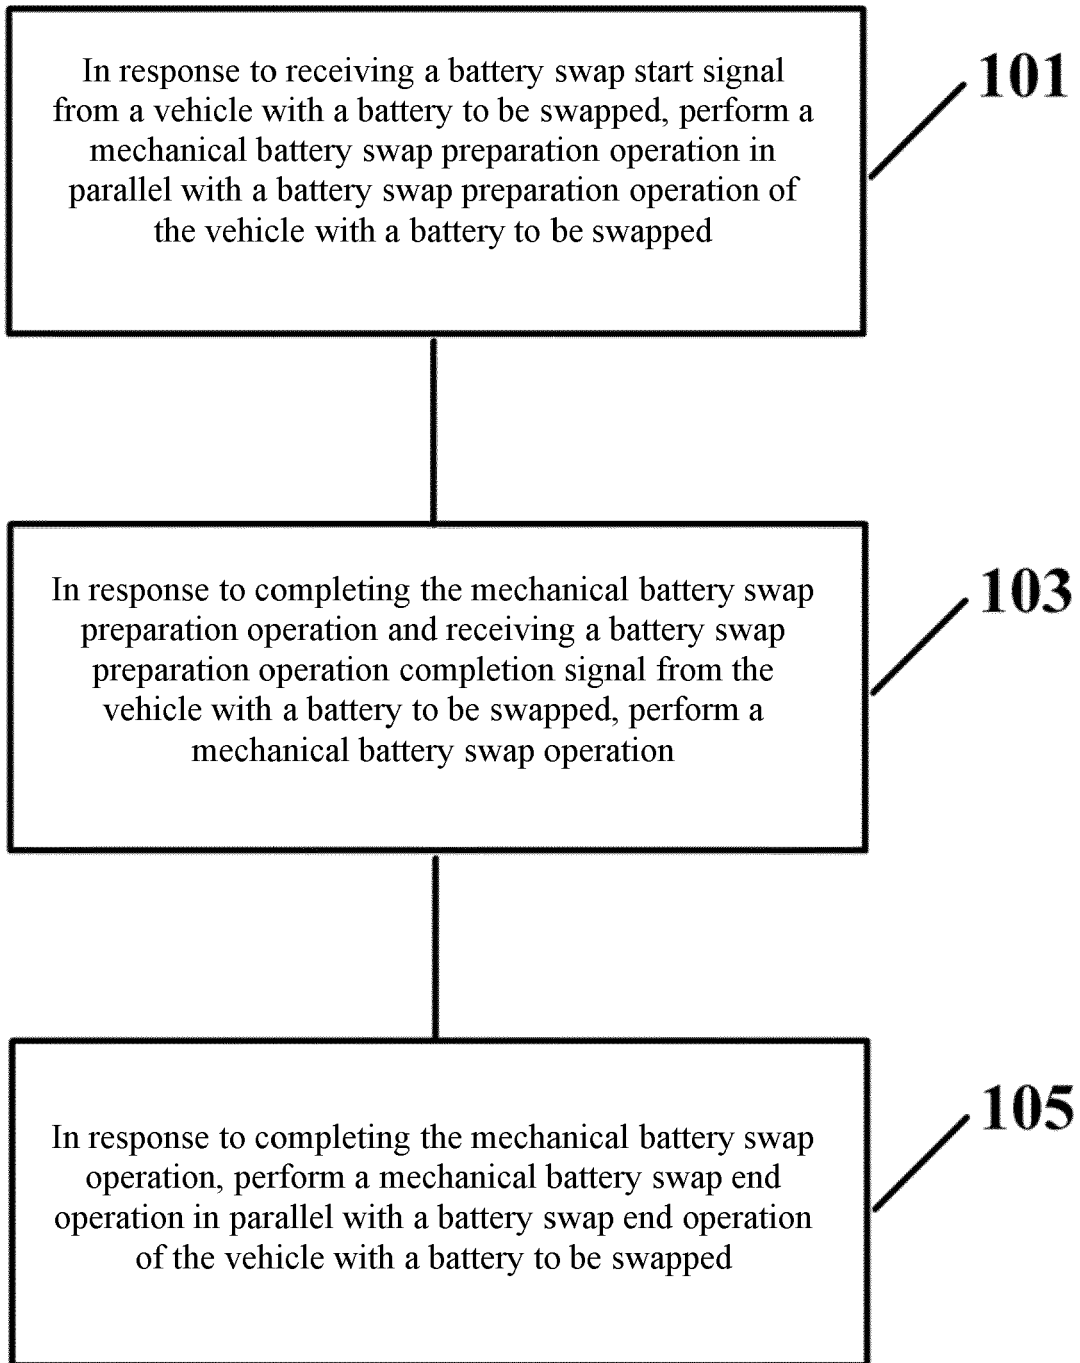 In response to receiving a battery swap start signal
from a vehicle with a battery to be swapped, perform a
mechanical battery swap preparation operation in
parallel with a battery swap preparation operation of
the vehicle with a battery to be swapped
101
In response to completing the mechanical battery swap
preparation operation and receiving a battery swap
preparation operation completion signal from the
vehicle with a battery to be swapped, perform a
mechanical battery swap operation
103
In response to completing the mechanical battery swap
operation, perform a mechanical battery swap end
operation in parallel with a battery swap end operation
of the vehicle with a battery to be swapped
105